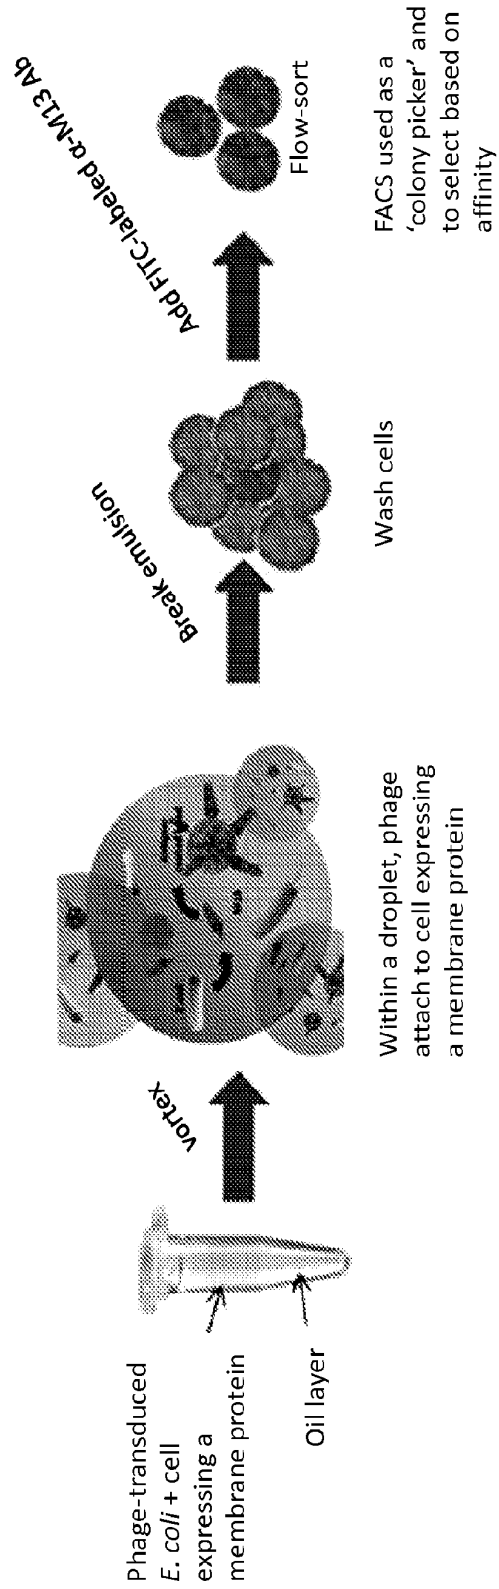 Phage-transduced
E. coli + cell
expressing a
membrane protein
Oil layer
vortex
Within a droplet, phage
attach to cell expressing
a membrane protein
Break emulsion
Wash cells
Add FITC-labeled α-M13 Ab
Flow-sort
FACS used as a
'colony picker' and
to select based on
affinity